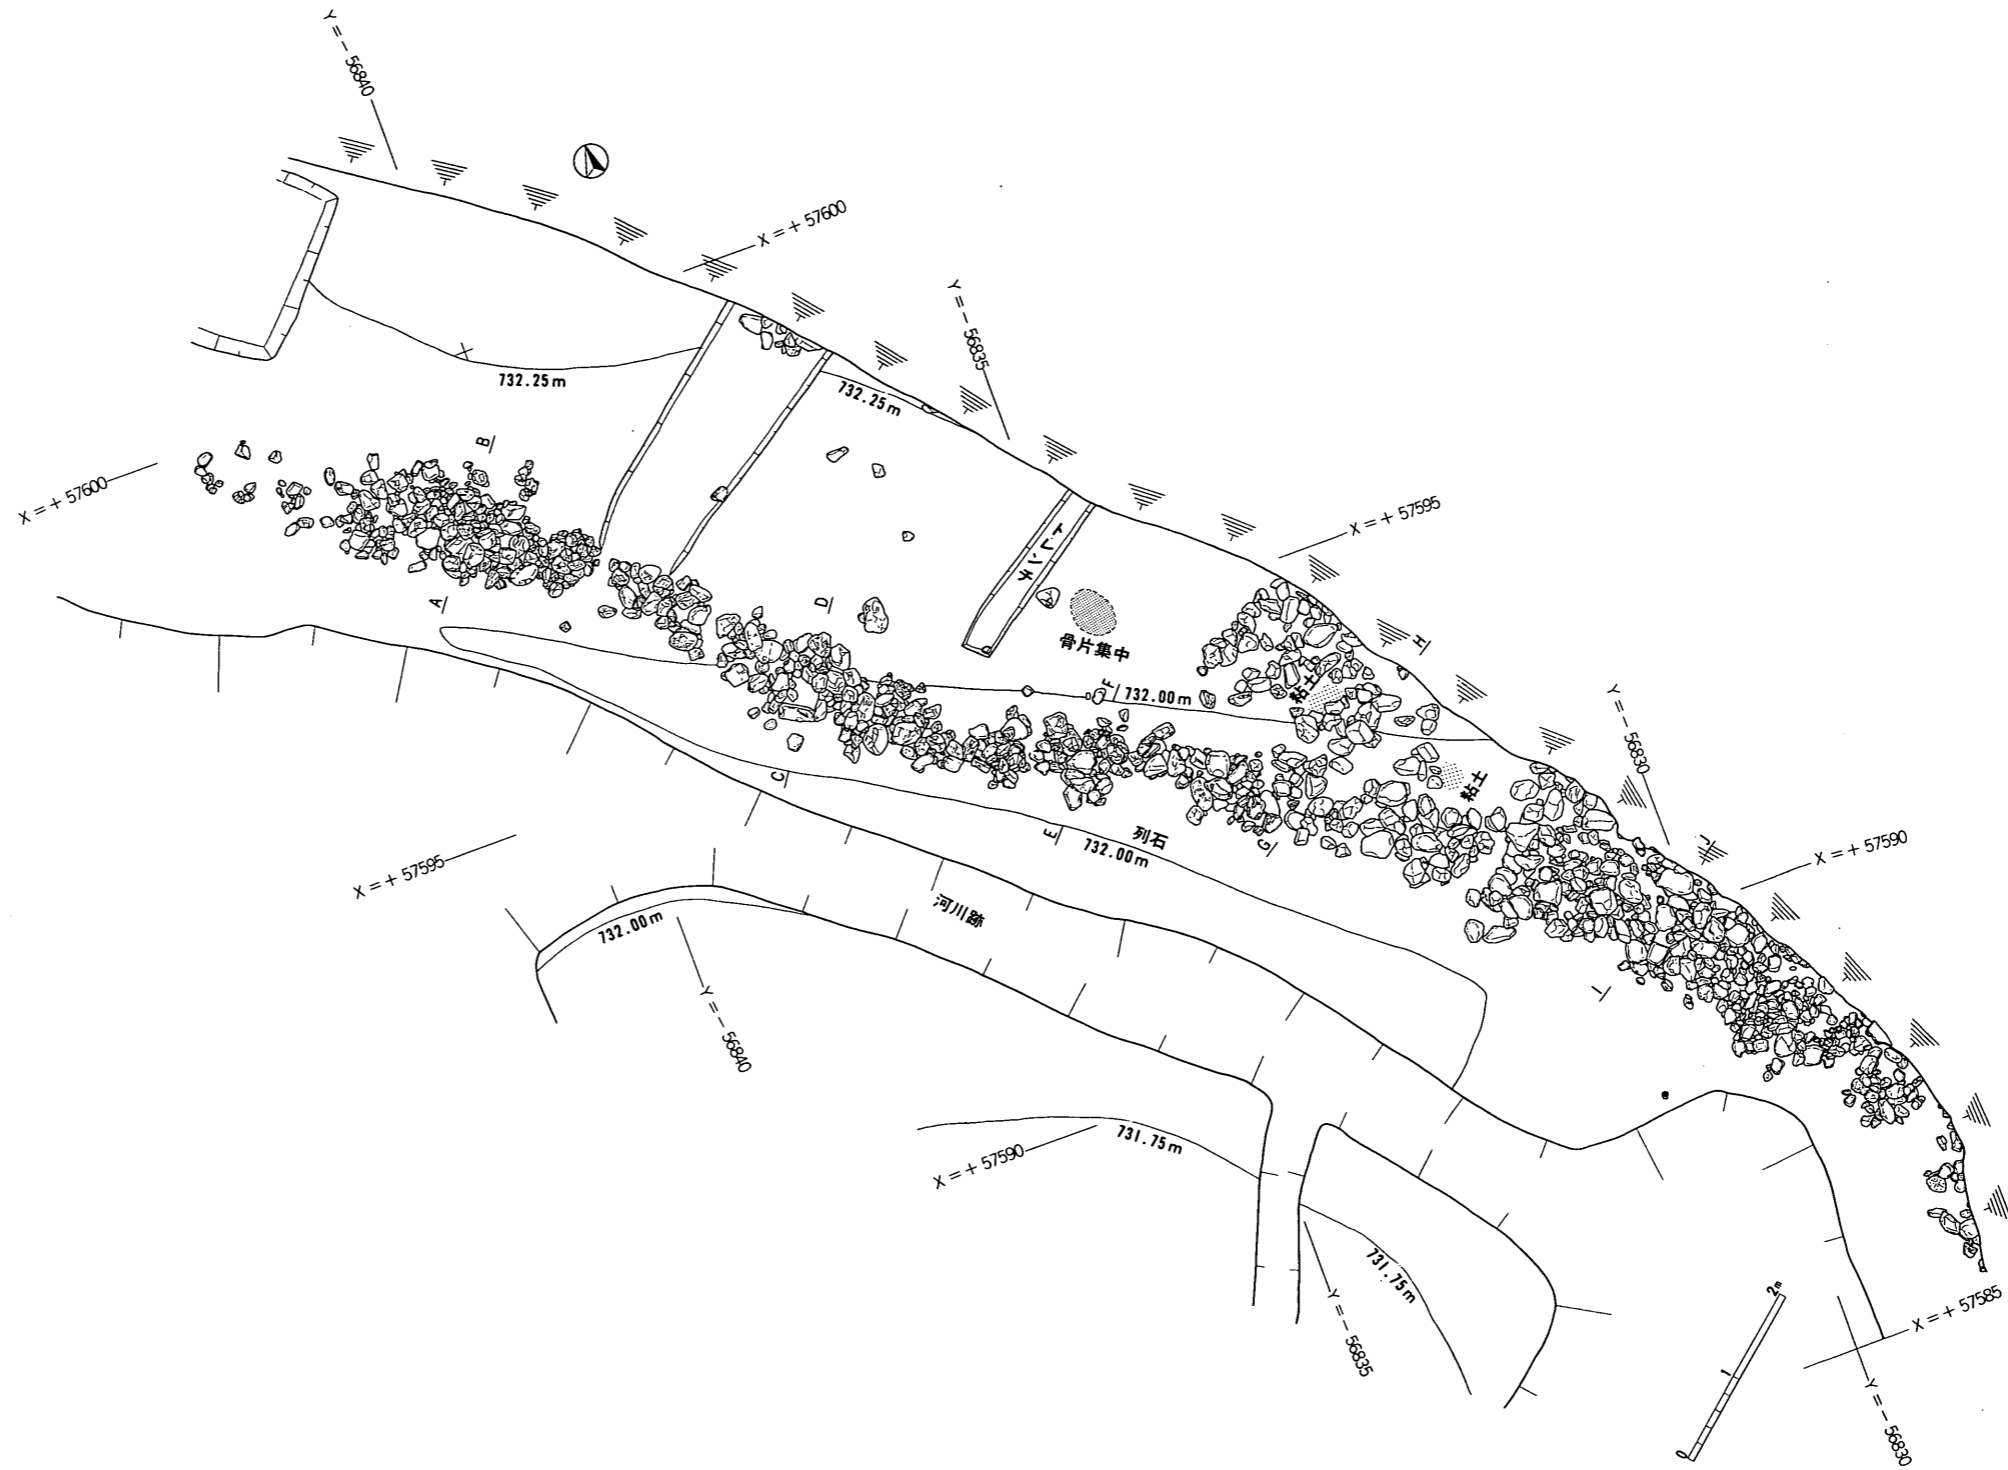 Y = - 56840
X = + 57600
Y = - 56835
732.25m
732.25m
B
X = + 57600
トレンチ
X = + 57595
A
D
骨片集中
H
粘土
F
732.00m
Y = - 56830
C
粘土
E
列石
732.00m
G
J
X = + 57590
X = + 57595
河川跡
732.00m
I
Y = - 56840
731.75m
X = + 57590
731.75m
Y = - 56835
2m
1
0
X = + 57585
Y = - 56830